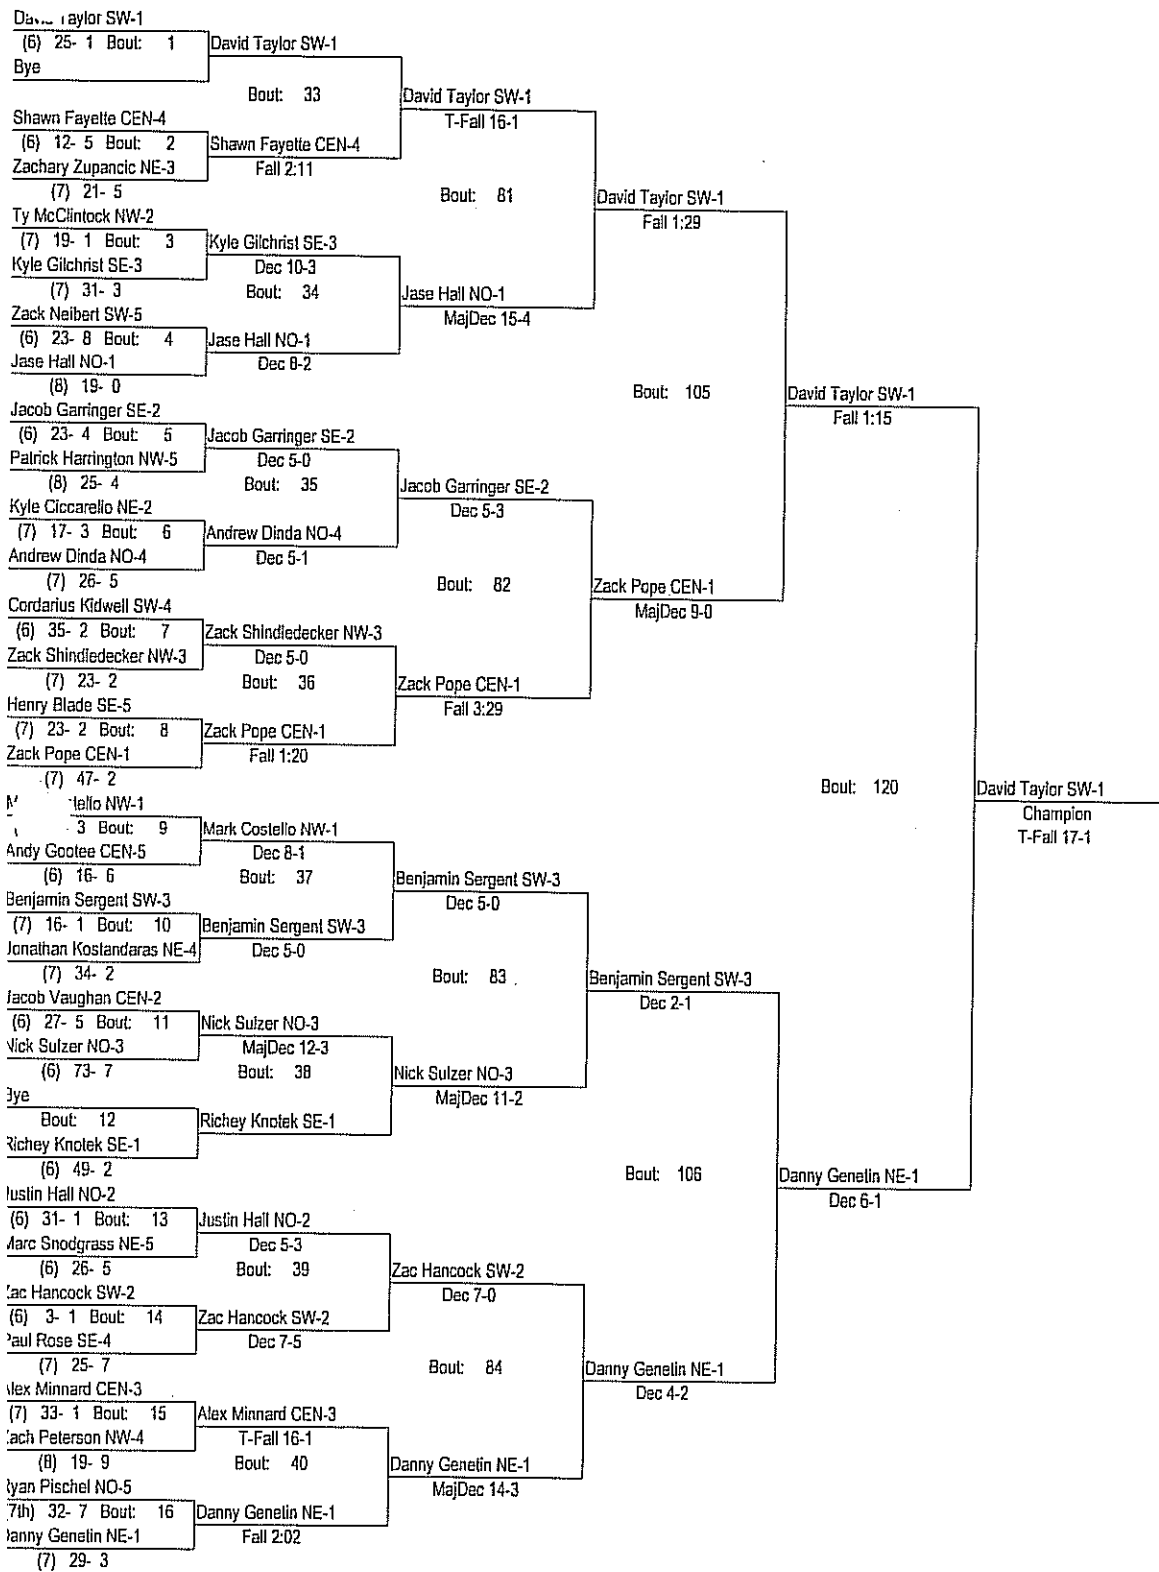 Taylor SW-1
(6) 25- 1 Bout: 1
Bye
David Taylor SW-1
Bout: 33
Shawn Fayette CEN-4
(6) 12- 5 Bout: 2
Zachary Zupancic NE-3
(7) 21- 5
Shawn Fayette CEN-4
Fall 2:11
David Taylor SW-1
T-Fall 16-1
Bout: 81
Ty McClintock NW-2
(7) 19- 1 Bout: 3
Kyle Gilchrist SE-3
(7) 31- 3
Kyle Gilchrist SE-3
Dec 10-3
Bout: 34
Zack Neibert SW-5
(6) 23- 8 Bout: 4
Jase Hall NO-1
(8) 19- 0
Jase Hall NO-1
Dec 8-2
Jase Hall NO-1
MajDec 15-4
David Taylor SW-1
Fall 1:29
Bout: 105
Jacob Garringer SE-2
(6) 23- 4 Bout: 5
Patrick Harrington NW-5
(8) 25- 4
Jacob Garringer SE-2
Dec 5-0
Bout: 35
Kyle Ciccarello NE-2
(7) 17- 3 Bout: 6
Andrew Dinda NO-4
(7) 26- 5
Andrew Dinda NO-4
Dec 5-1
Jacob Garringer SE-2
Dec 5-3
Bout: 82
Cordarius Kidwell SW-4
(6) 35- 2 Bout: 7
Zack Shindledecker NW-3
(7) 23- 2
Zack Shindledecker NW-3
Dec 5-0
Bout: 36
Henry Blade SE-5
(7) 23- 2 Bout: 8
Zack Pope CEN-1
(7) 47- 2
Zack Pope CEN-1
Fall 1:20
Zack Pope CEN-1
Fall 3:29
Zack Pope CEN-1
MajDec 9-0
David Taylor SW-1
Fall 1:15
Bout: 120
David Taylor SW-1
Champion
T-Fall 17-1
tello NW-1
3 Bout: 9
Andy Gootee CEN-5
(6) 16- 6
Mark Costello NW-1
Dec 8-1
Bout: 37
Benjamin Sergent SW-3
(7) 16- 1 Bout: 10
Jonathan Kostandaras NE-4
(7) 34- 2
Benjamin Sergent SW-3
Dec 5-0
Benjamin Sergent SW-3
Dec 5-0
Bout: 83
Jacob Vaughan CEN-2
(6) 27- 5 Bout: 11
Nick Sulzer NO-3
(6) 73- 7
Nick Sulzer NO-3
MajDec 12-3
Bout: 38
Bye
Bout: 12
Richey Knotek SE-1
(6) 49- 2
Richey Knotek SE-1
Nick Sulzer NO-3
MajDec 11-2
Benjamin Sergent SW-3
Dec 2-1
Bout: 106
Justin Hall NO-2
(6) 31- 1 Bout: 13
Marc Snodgrass NE-5
(6) 26- 5
Justin Hall NO-2
Dec 5-3
Bout: 39
Zac Hancock SW-2
(6) 3- 1 Bout: 14
Paul Rose SE-4
(7) 25- 7
Zac Hancock SW-2
Dec 7-5
Zac Hancock SW-2
Dec 7-0
Bout: 84
Alex Minnard CEN-3
(7) 33- 1 Bout: 15
Zach Peterson NW-4
(8) 19- 9
Alex Minnard CEN-3
T-Fall 16-1
Bout: 40
Ryan Pischel NO-5
(7th) 32- 7 Bout: 16
Danny Genetin NE-1
(7) 29- 3
Danny Genetin NE-1
Fall 2:02
Danny Genetin NE-1
MajDec 14-3
Danny Genetin NE-1
Dec 4-2
Danny Genetin NE-1
Dec 6-1